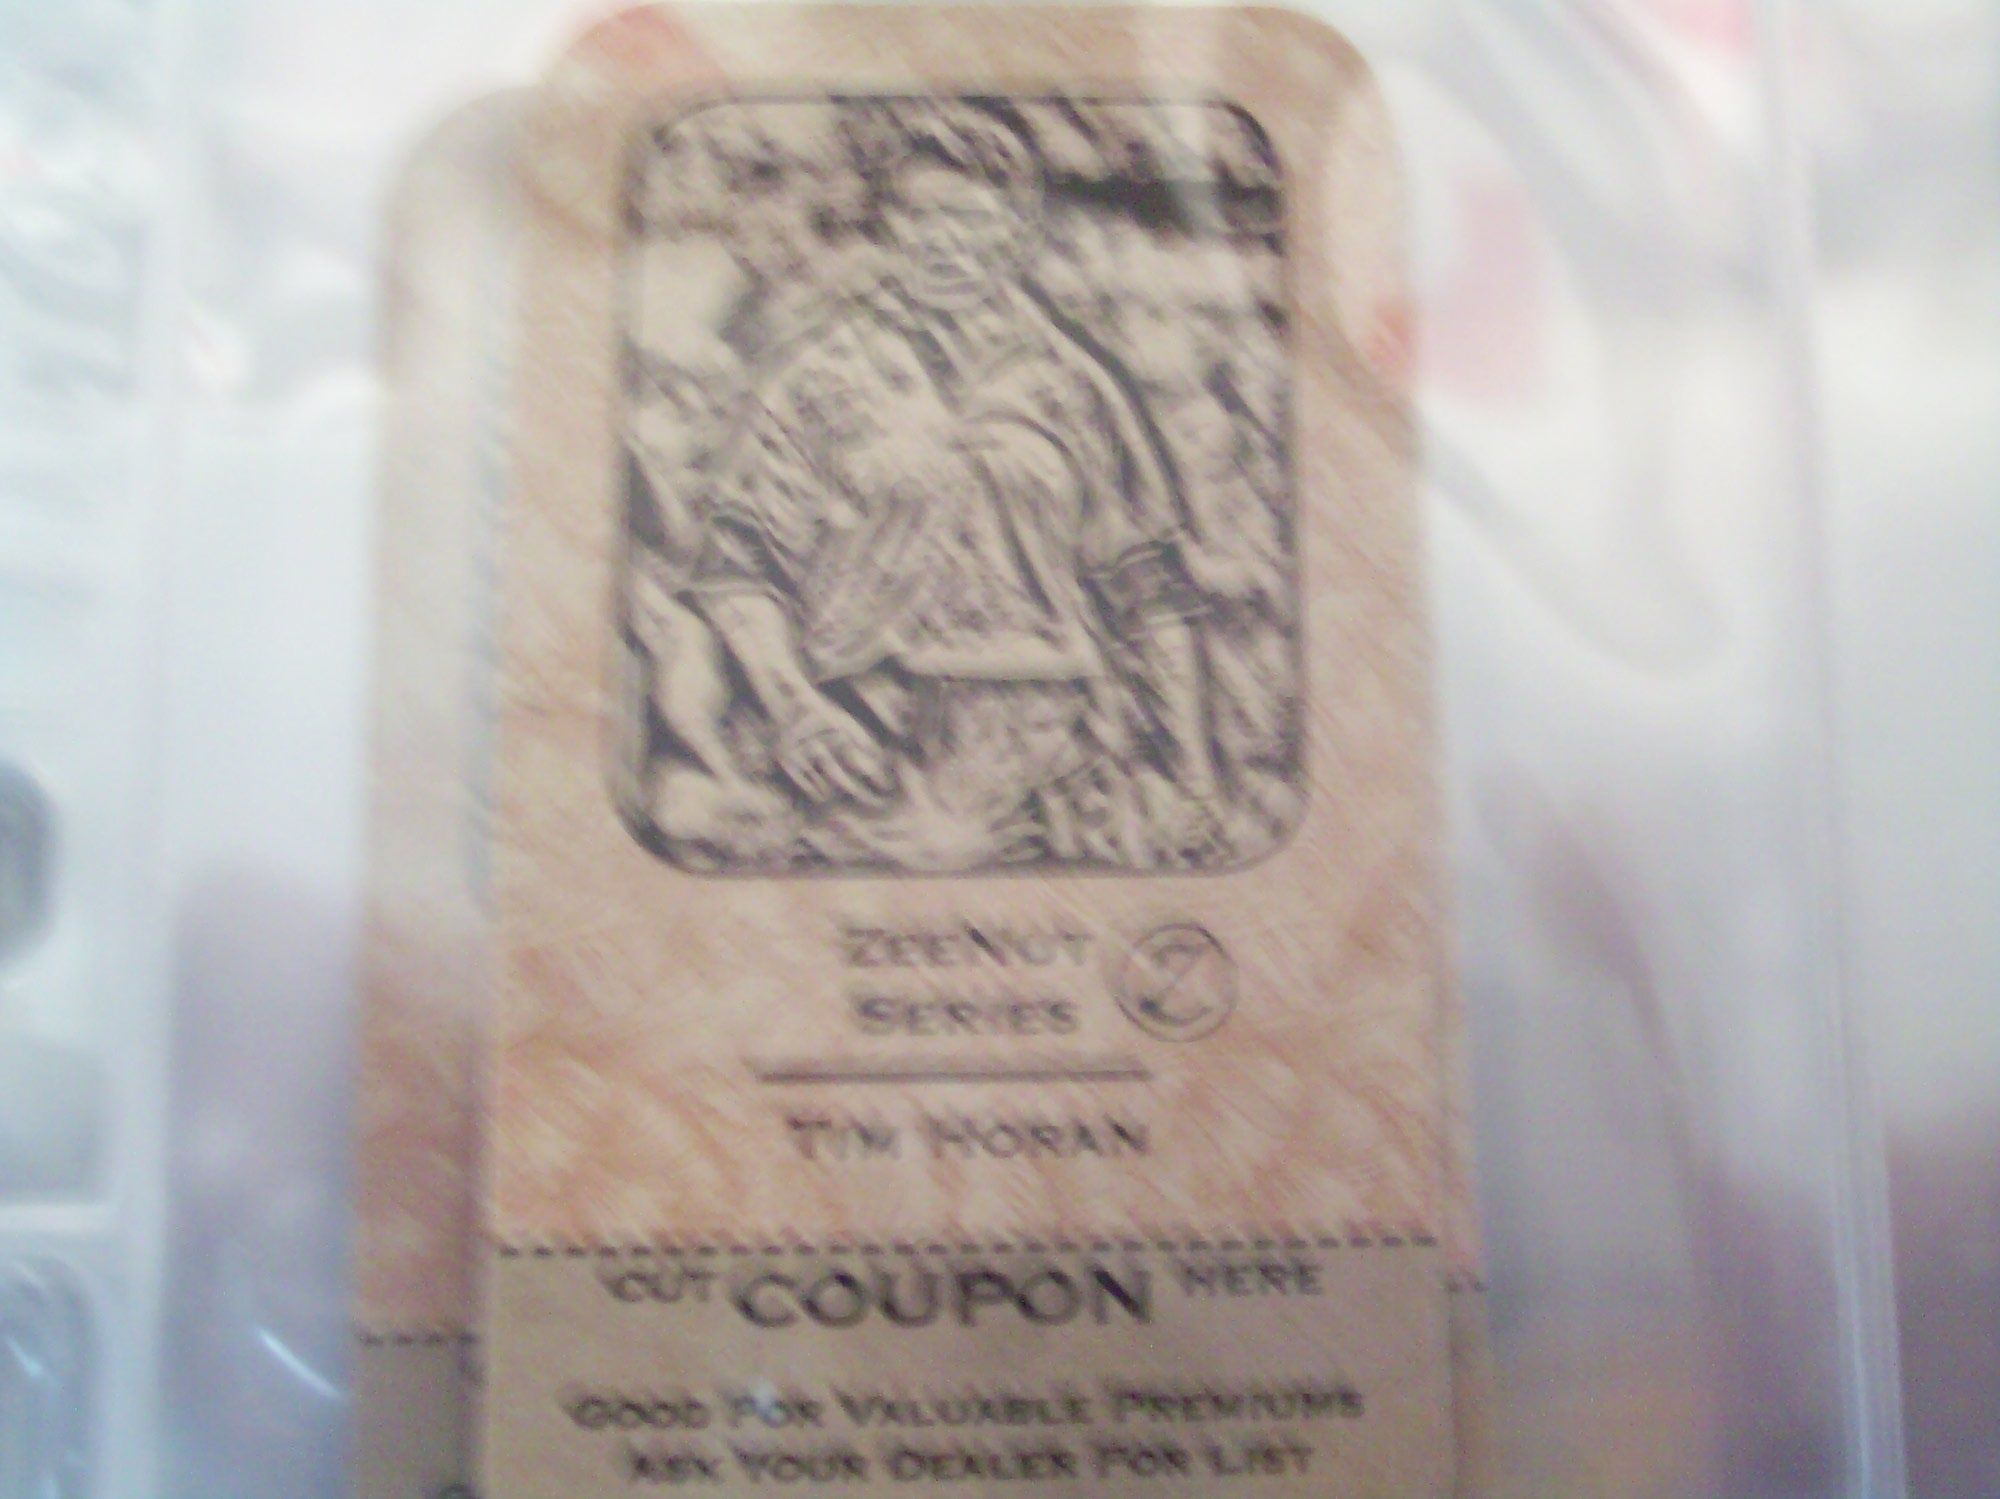 ZEENUT
SERIES
TIM HORAN
CUT COUPON HERE
GOOD FOR VALUABLE PREMIUMS
ASK YOUR DEALER FOR LIST